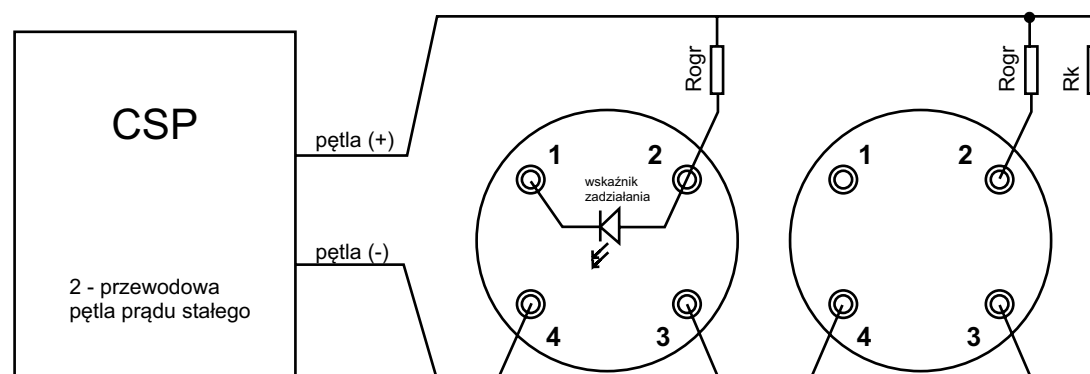 CSP
pętla (+)
pętla (-)
2 - przewodowa
pętla prądu stałego
Rogr
1
2
wskaźnik
zadziałania
4
3
Rogr
Rk
1
2
4
3